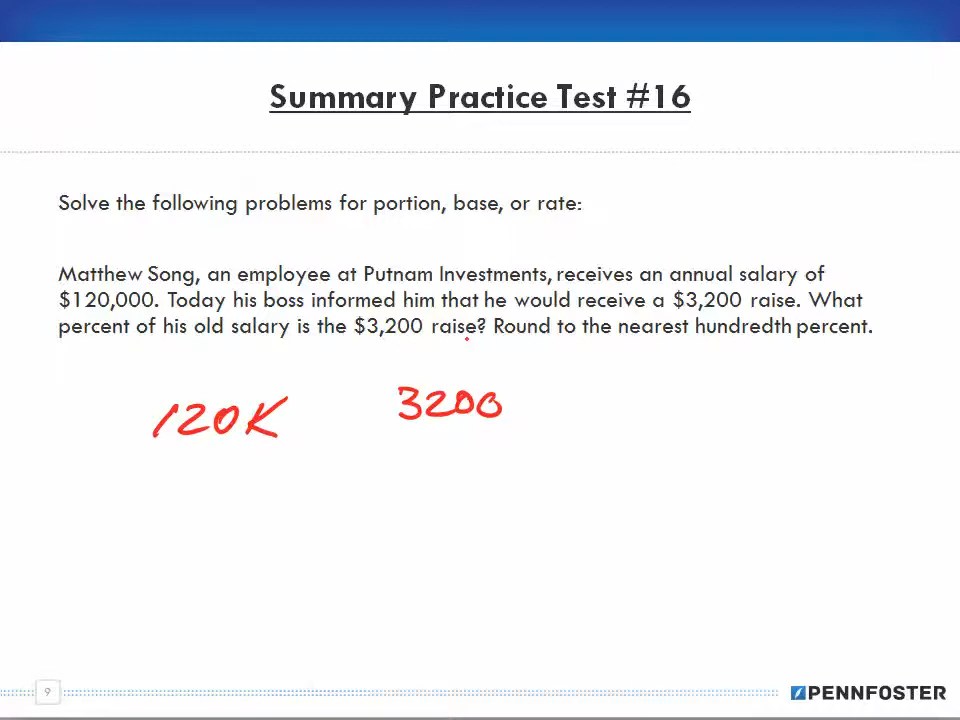 Summary Practice Test #16
Solve the following problems for portion, base, or rate:
Matthew Song, an employee at Putnam Investments, receives an annual salary of
$120,000. Today his boss informed him that he would receive a $3,200 raise. What
percent of his old salary is the $3,200 raise? Round to the nearest hundredth percent.
120K 3200
9
PENNFOSTER